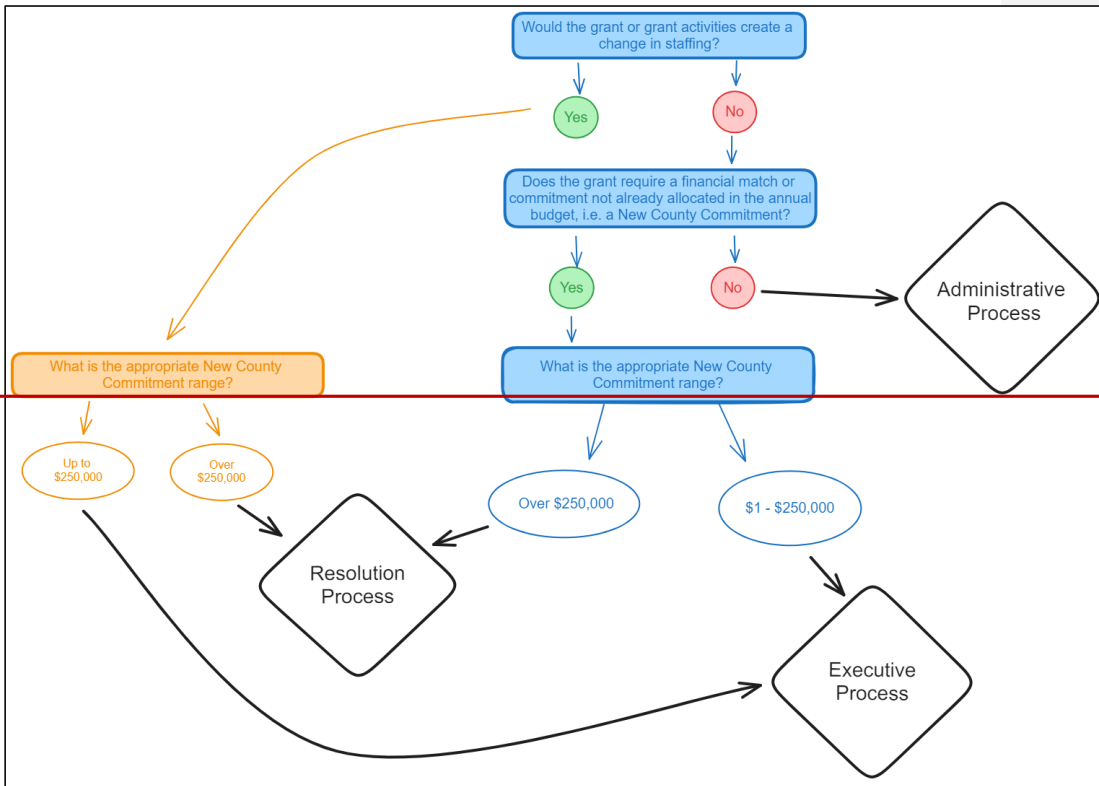 Would the grant or grant activities create a
change in staffing?
Yes
No
Does the grant require a financial match or
commitment not already allocated in the annual
budget, i.e. a New County Commitment?
Yes
No
Administrative
Process
What is the appropriate New County
Commitment range?
What is the appropriate New County
Commitment range?
Up to
$250,000
Over
$250,000
Over $250,000
$1 - $250,000
Resolution
Process
Executive
Process